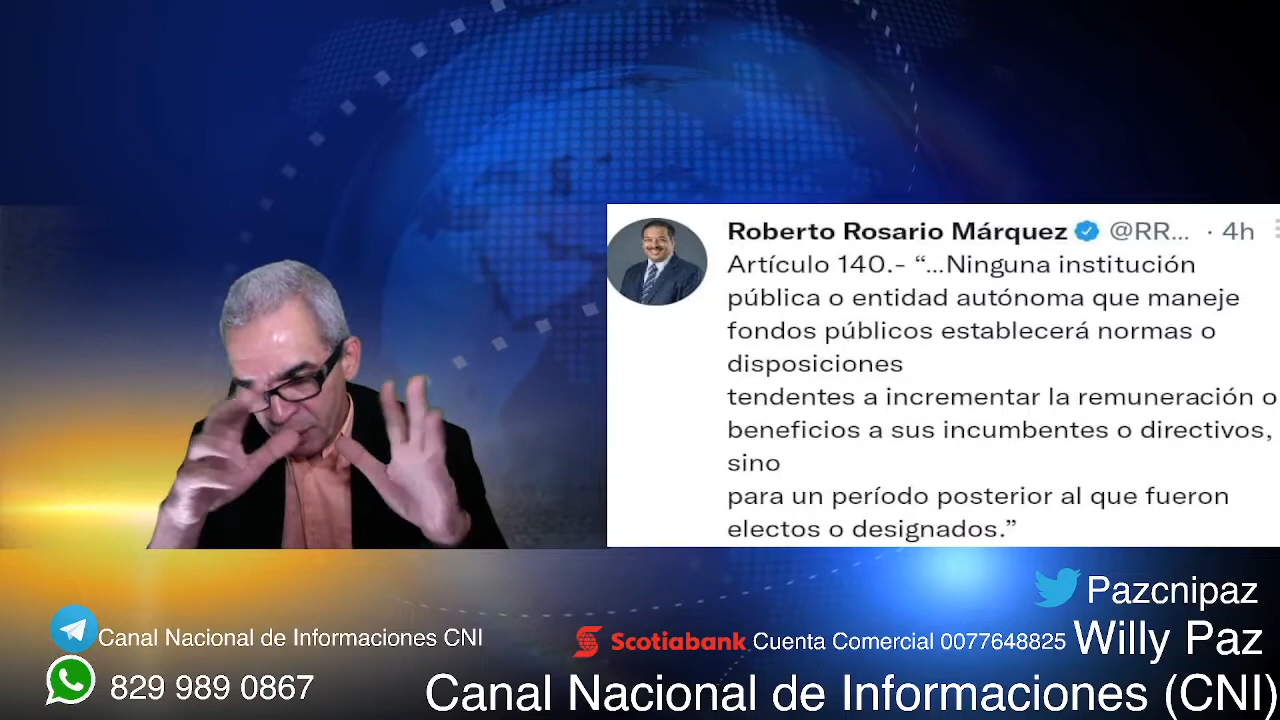 Roberto Rosario Márquez @RR... · 4h
Artículo 140.- “...Ninguna institución
pública o entidad autónoma que maneje
fondos públicos establecerá normas o
disposiciones
tendentes a incrementar la remuneración o
beneficios a sus incumbentes o directivos,
sino
para un período posterior al que fueron
electos o designados.”
Pazcnipaz
Canal Nacional de Informaciones CNI
Scotiabank Cuenta Comercial 0077648825 Willy Paz
829 989 0867
Canal Nacional de Informaciones (CNI)